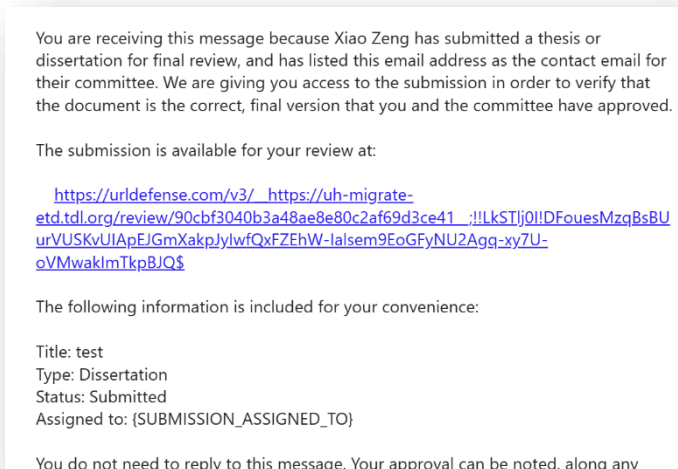 You are receiving this message because Xiao Zeng has submitted a thesis or
dissertation for final review, and has listed this email address as the contact email for
their committee. We are giving you access to the submission in order to verify that
the document is the correct, final version that you and the committee have approved.
The submission is available for your review at:
https://urldefense.com/v3/__https://uh-migrate-
etd.tdl.org/review/90cbf3040b3a48ae8e80c2af69d3ce41__;!!LkSTlj0I!DFouesMzqBsBU
urVUSKvUIApEJGmXakpJylwfQxFZEhW-Ialsem9EoGFyNU2Agq-xy7U-
oVMwakImTkpBJQ$
The following information is included for your convenience:
Title: test
Type: Dissertation
Status: Submitted
Assigned to: {SUBMISSION_ASSIGNED_TO}
You do not need to reply to this message. Your approval can be noted, along any